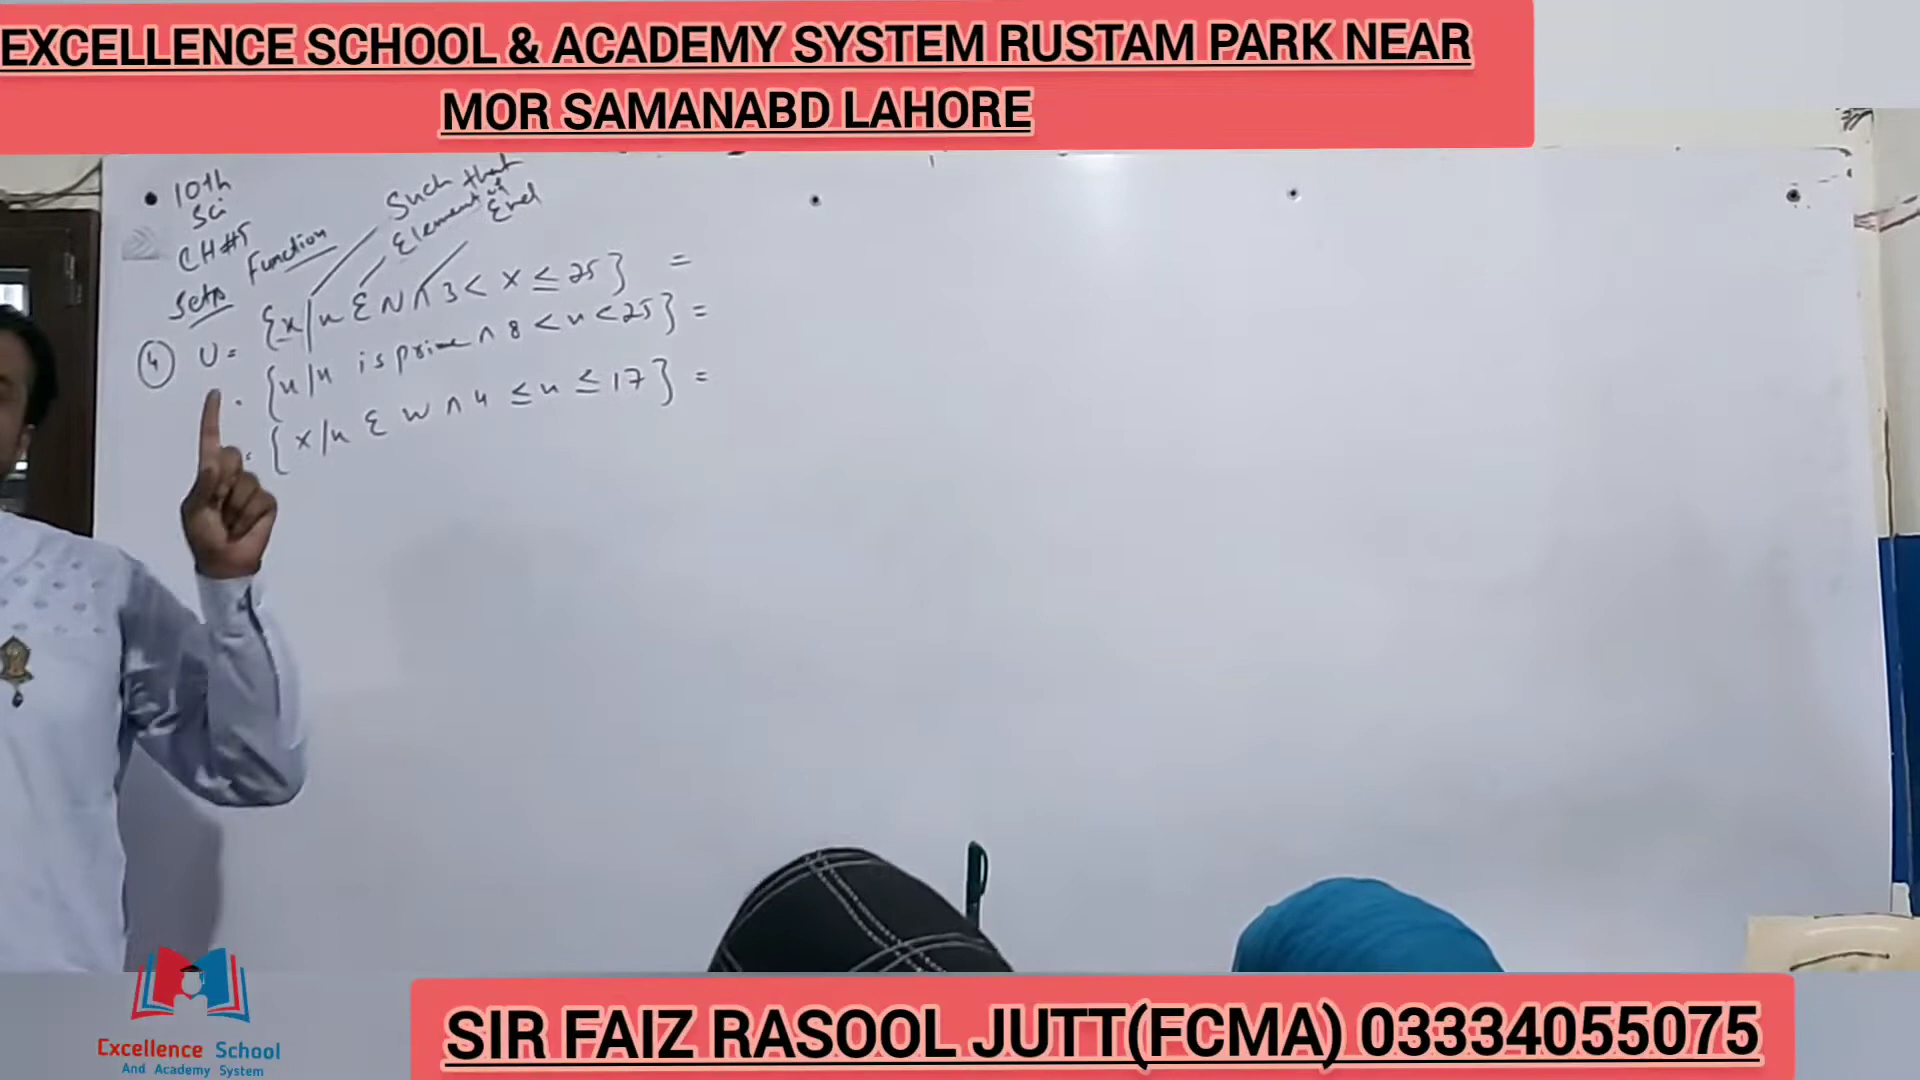 EXCELLENCE SCHOOL & ACADEMY SYSTEM RUSTAM PARK NEAR
MOR SAMANABD LAHORE
10th
Sci
CH#5
Sets Function
Such that
Element of
End
(4) U = {x/x Ɛ N ∧ 3 < x ≤ 25} =
= {x/x is prime ∧ 8 < x < 25} =
= {x/x Ɛ W ∧ 4 ≤ x ≤ 17} =
Excellence School
And Academy System
SIR FAIZ RASOOL JUTT(FCMA) 03334055075